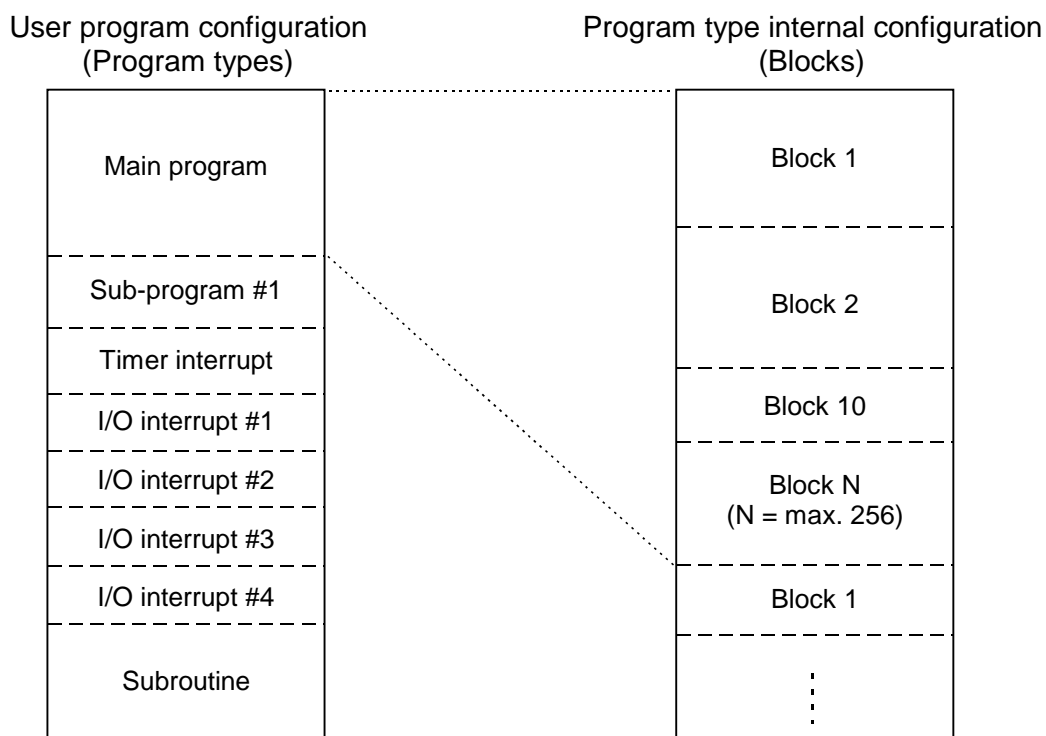 User program configuration
(Program types)
Main program
Sub-program #1
Timer interrupt
I/O interrupt #1
I/O interrupt #2
I/O interrupt #3
I/O interrupt #4
Subroutine
Program type internal configuration
(Blocks)
Block 1
Block 2
Block 10
Block N
(N = max. 256)
Block 1